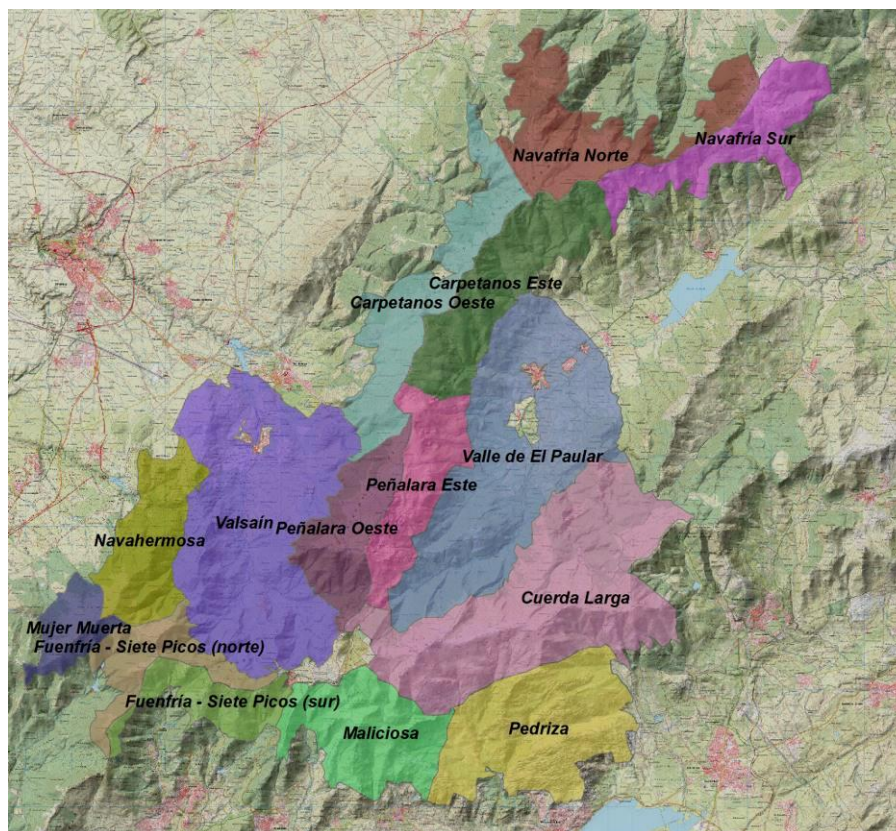 Navafría Sur
Navafría Norte
Carpetanos Este
Carpetanos Oeste
Valle de El Paular
Peñalara Este
Valsaín
Peñalara Oeste
Navahermosa
Cuerda Larga
Mujer Muerta
Fuenfría - Siete Picos (norte)
Fuenfría - Siete Picos (sur)
Maliciosa
Pedriza